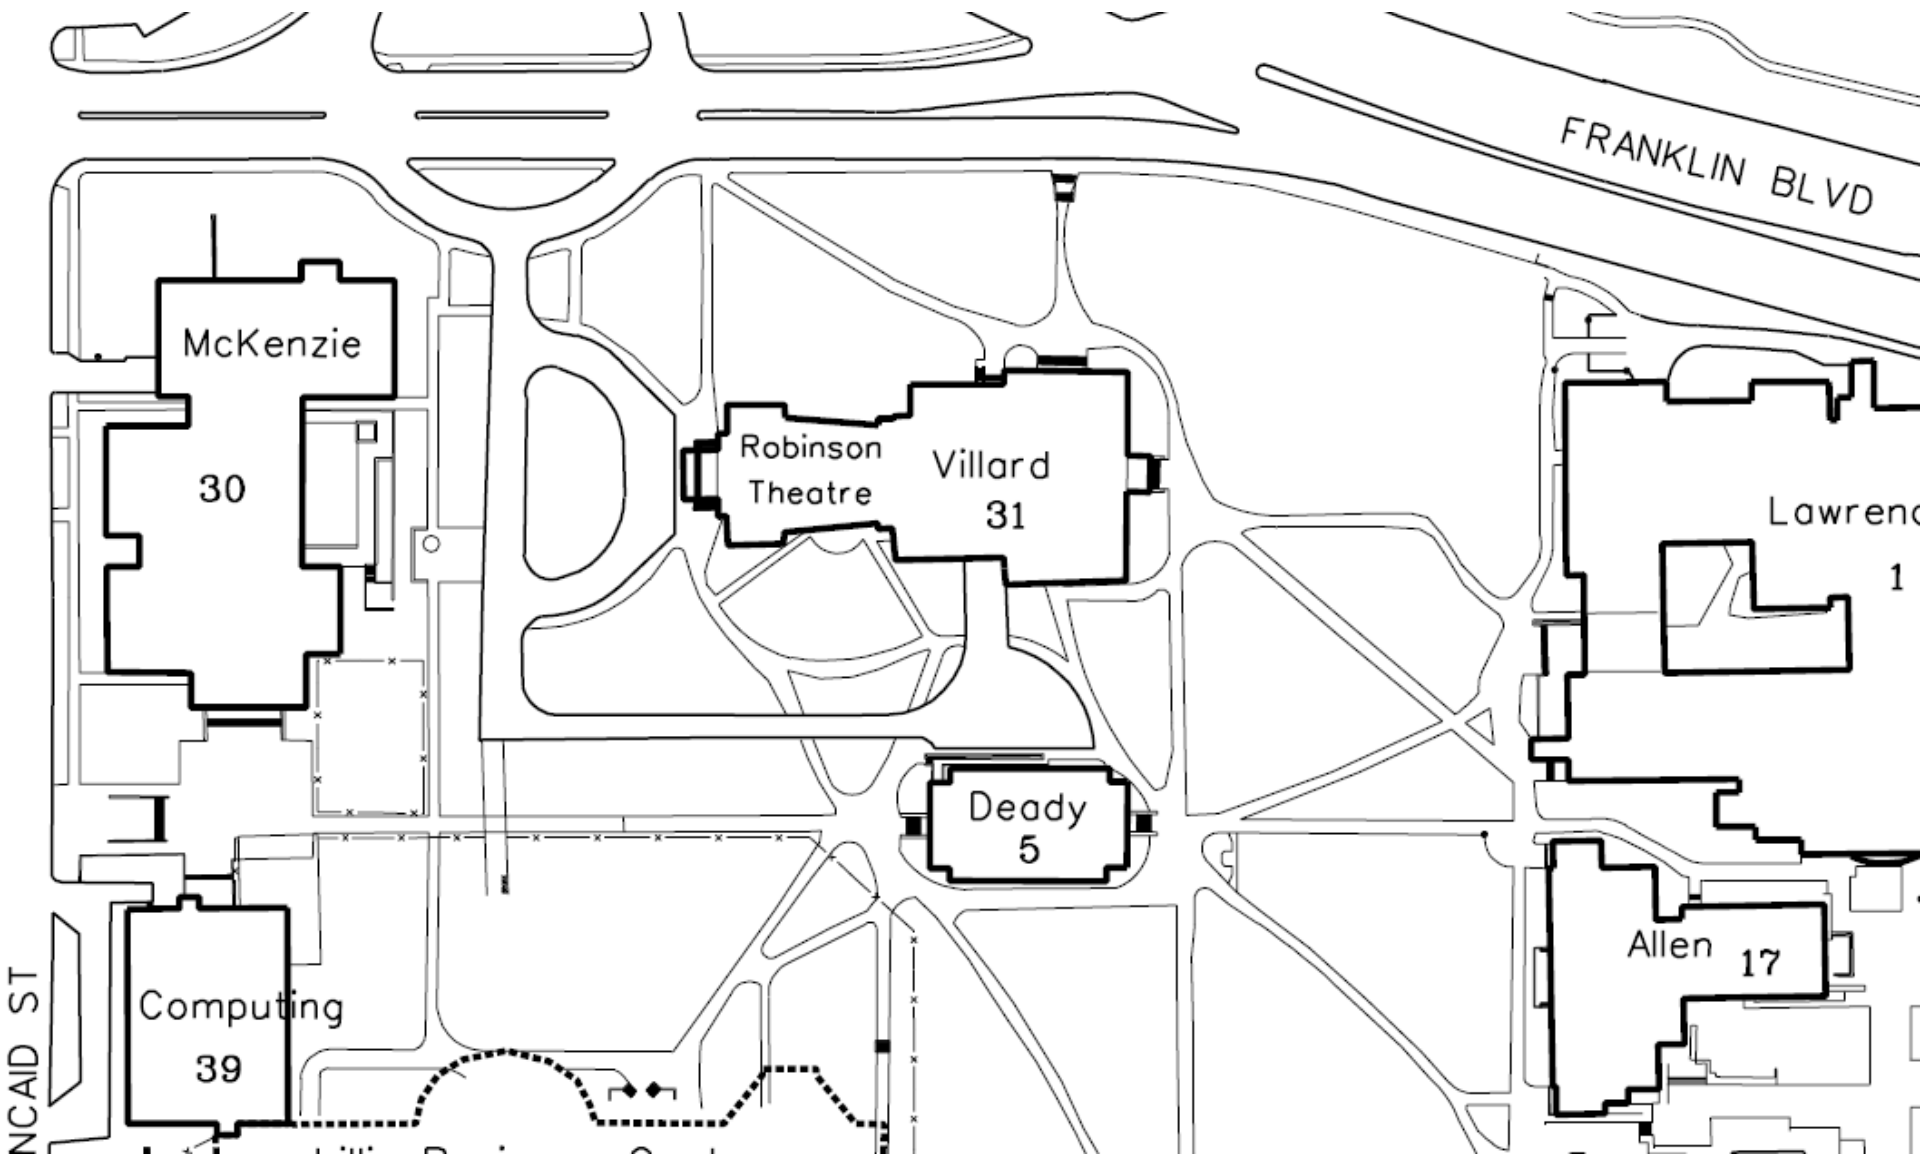 FRANKLIN BLVD
McKenzie
30
Robinson
Theatre
Villard
31
Lawrenc
1
Deady
5
Allen 17
Computing
39
NCAID ST